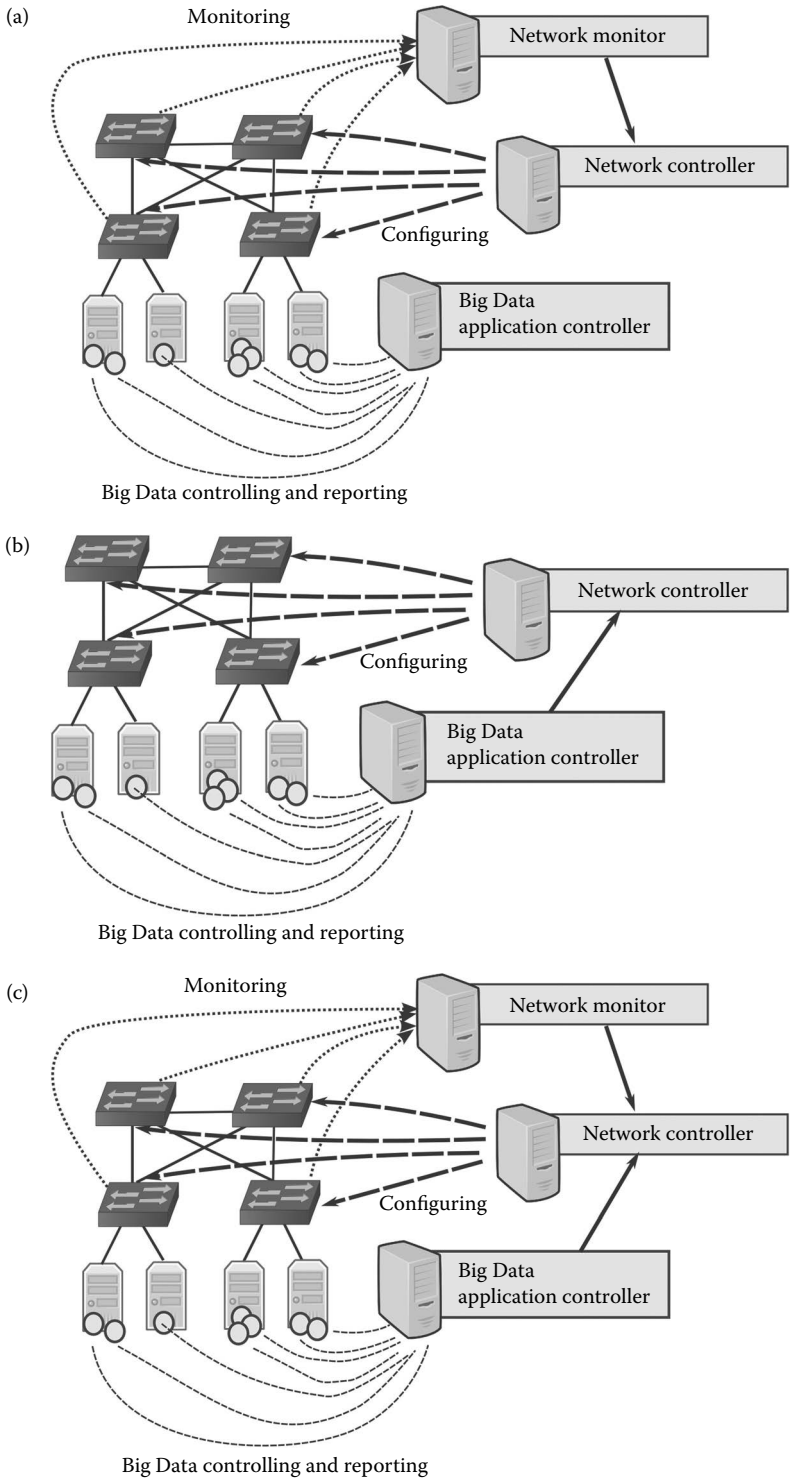 (a)
Monitoring
Network monitor
Network controller
Configuring
Big Data
application controller
Big Data controlling and reporting
(b)
Network controller
Configuring
Big Data
application controller
Big Data controlling and reporting
(c)
Monitoring
Network monitor
Network controller
Configuring
Big Data
application controller
Big Data controlling and reporting